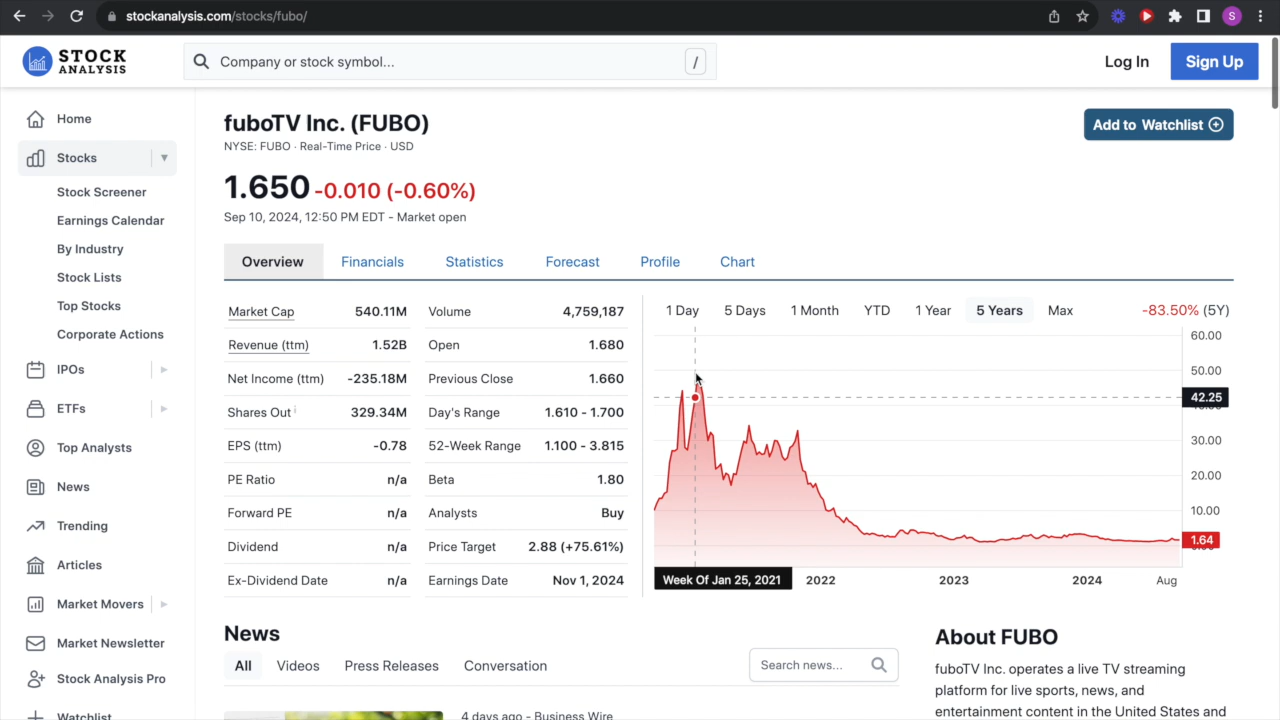 stockanalysis.com/stocks/fubo/
S
STOCK
ANALYSIS
Company or stock symbol...
/
Log In
Sign Up
Home
Stocks
Stock Screener
Earnings Calendar
By Industry
Stock Lists
Top Stocks
Corporate Actions
IPOs
ETFs
Top Analysts
News
Trending
Articles
Market Movers
Market Newsletter
Stock Analysis Pro
Watchlist
fuboTV Inc. (FUBO)
NYSE: FUBO · Real-Time Price · USD
Add to Watchlist
1.650 -0.010 (-0.60%)
Sep 10, 2024, 12:50 PM EDT - Market open
Overview Financials Statistics Forecast Profile Chart
Market Cap 540.11M
Revenue (ttm) 1.52B
Net Income (ttm) -235.18M
Shares Out i 329.34M
EPS (ttm) -0.78
PE Ratio n/a
Forward PE n/a
Dividend n/a
Ex-Dividend Date n/a
Volume 4,759,187
Open 1.680
Previous Close 1.660
Day's Range 1.610 - 1.700
52-Week Range 1.100 - 3.815
Beta 1.80
Analysts Buy
Price Target 2.88 (+75.61%)
Earnings Date Nov 1, 2024
1 Day 5 Days 1 Month YTD 1 Year 5 Years Max -83.50% (5Y)
60.00
50.00
42.25
30.00
20.00
10.00
1.64
Week Of Jan 25, 2021 2022 2023 2024 Aug
News
All Videos Press Releases Conversation
Search news...
4 days ago - Business Wire
About FUBO
fuboTV Inc. operates a live TV streaming
platform for live sports, news, and
entertainment content in the United States and